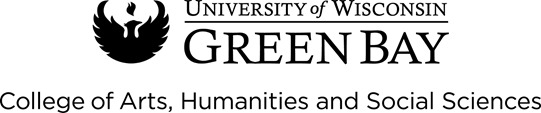 University of Wisconsin
Green Bay
College of Arts, Humanities and Social Sciences